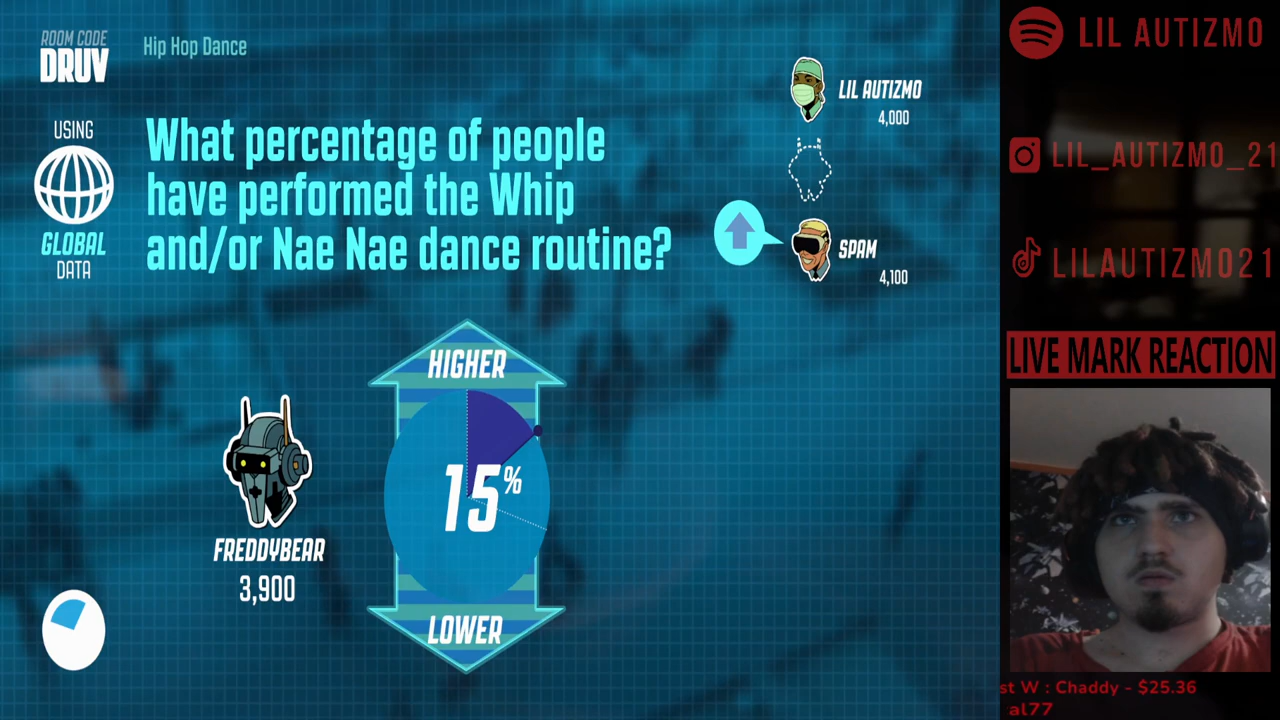 ROOM CODE
DRUV
Hip Hop Dance
USING
GLOBAL
DATA
What percentage of people
have performed the Whip
and/or Nae Nae dance routine?
LIL AUTIZMO
4,000
SPAM
4,100
HIGHER
15%
LOWER
FREDDYBEAR
3,900
LIL AUTIZMO
LIL_AUTIZMO_21
LILAUTIZMO21
LIVE MARK REACTION
st W : Chaddy - $25.36
al77